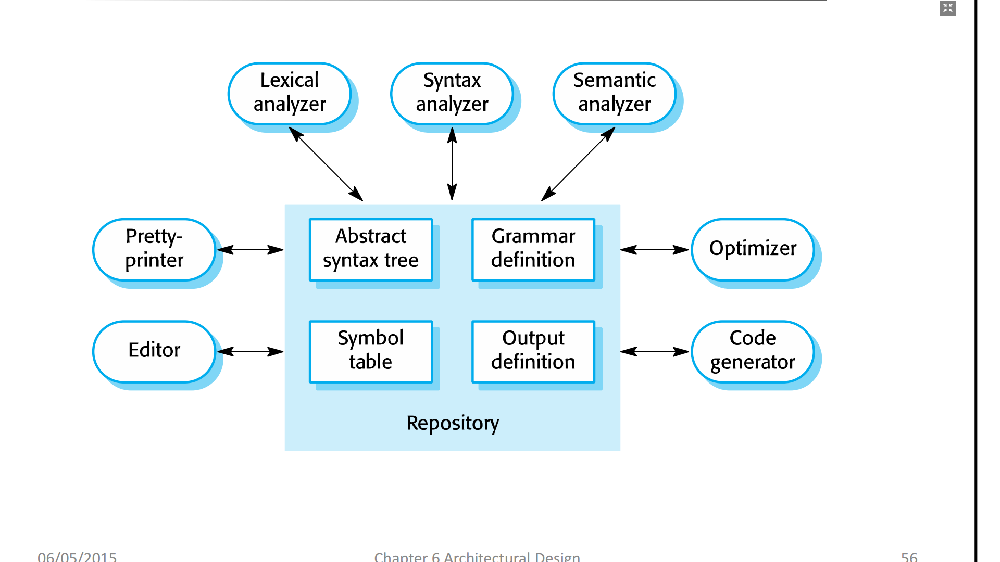 Lexical
analyzer
Syntax
analyzer
Semantic
analyzer
Pretty-
printer
Abstract
syntax tree
Grammar
definition
Optimizer
Editor
Symbol
table
Output
definition
Code
generator
Repository
06/05/2015
Chapter 6 Architectural Design
56